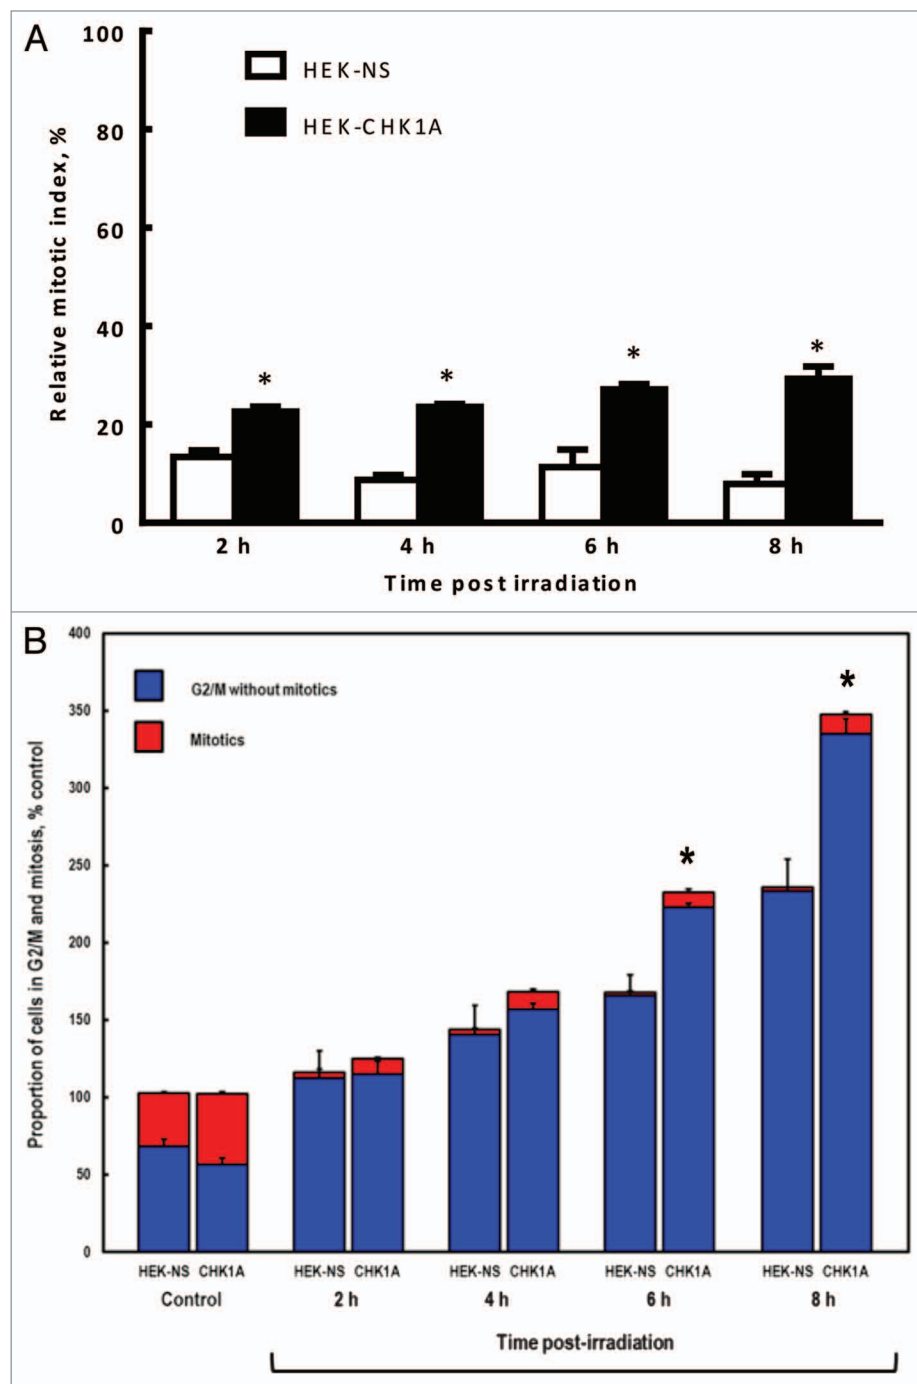 A
100
80
60
40
20
0
Relative mitotic index, %
HEK-NS
HEK-CHK1A
*
*
*
*
2 h 4 h 6 h 8 h
Time post irradiation
B
400
350
300
250
200
150
100
50
0
Proportion of cells in G2/M and mitosis, % control
G2/M without mitotics
Mitotics
*
*
HEK-NS CHK1A HEK-NS CHK1A HEK-NS CHK1A HEK-NS CHK1A HEK-NS CHK1A
Control 2 h 4 h 6 h 8 h
Time post-irradiation